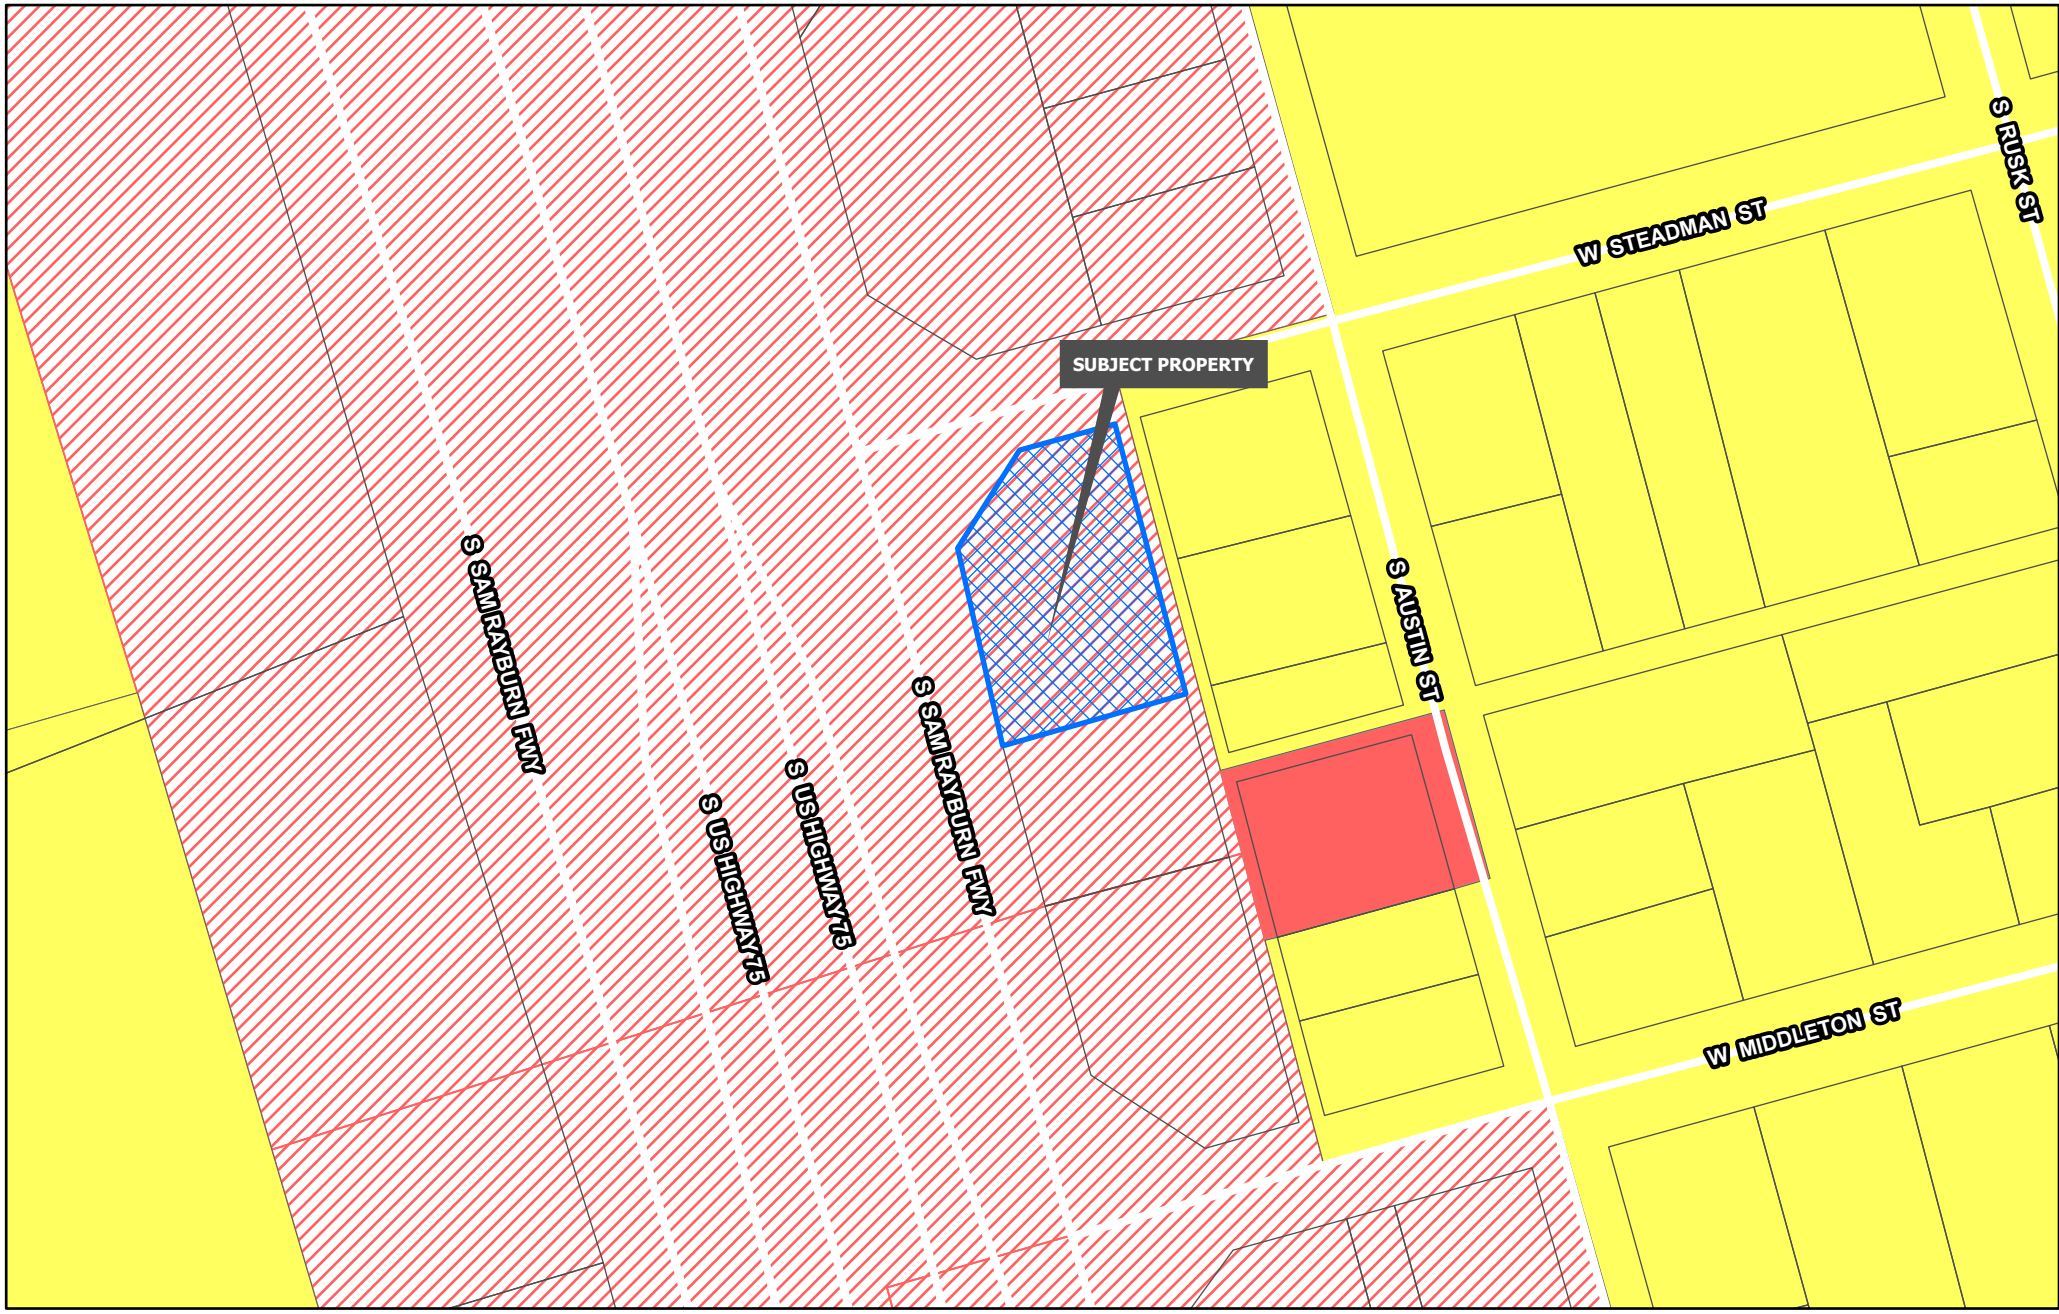 S RUSK ST
W STEADMAN ST
SUBJECT PROPERTY
S SAM RAYBURN FWY
S AUSTIN ST
S SAM RAYBURN FWY
S US HIGHWAY 75
S US HIGHWAY 75
W MIDDLETON ST